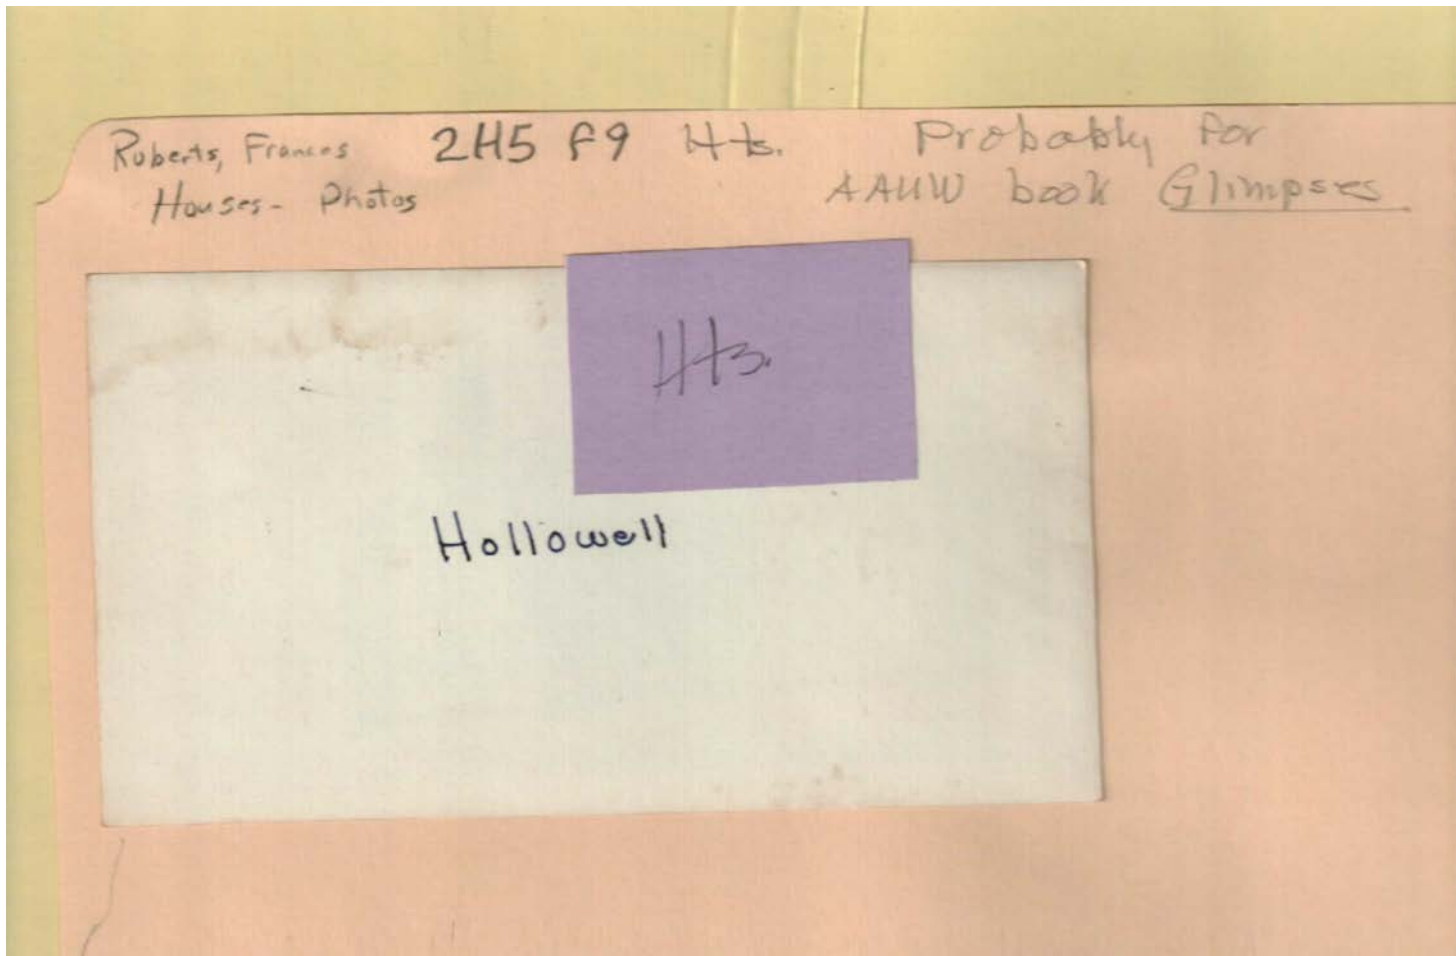 Roberts, Frances 2H5 F9 Hts. Probably for
Houses - Photos AAUW book Glimpses
Hts.
Hollowell